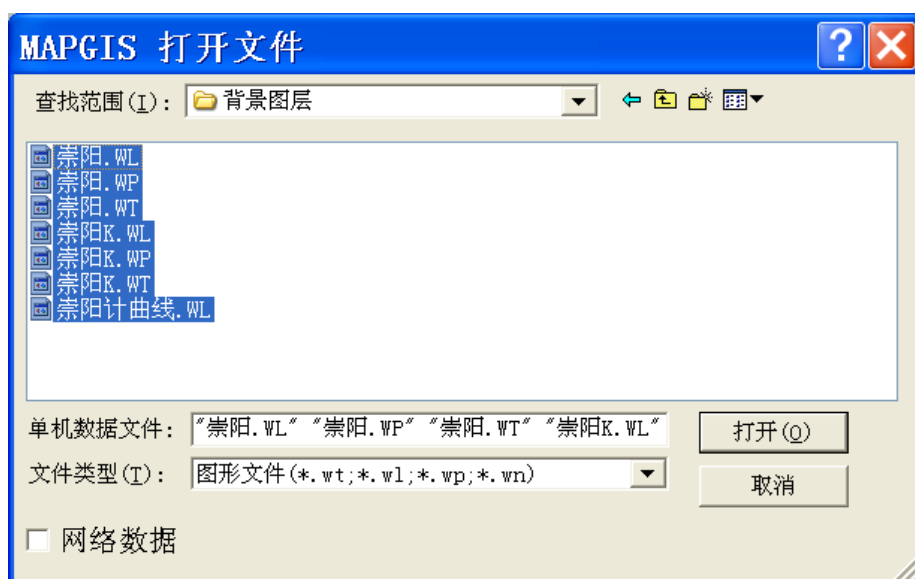 MAPGIS 打开文件
查找范围(I): 背景图层
崇阳.WL
崇阳.WP
崇阳.WT
崇阳K.WL
崇阳K.WP
崇阳K.WT
崇阳计曲线.WL
单机数据文件: "崇阳.WL" "崇阳.WP" "崇阳.WT" "崇阳K.WL" 打开(O)
文件类型(T): 图形文件(*.wt;*.wl;*.wp;*.wn) 取消
网络数据